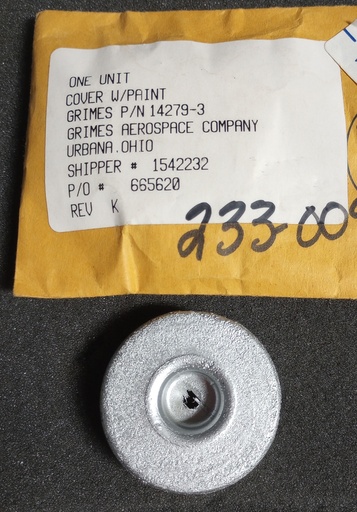 ONE UNIT
COVER W/PAINT
GRIMES P/N 14279-3
GRIMES AEROSPACE COMPANY
URBANA.OHIO
SHIPPER # 1542232
P/O # 665620
REV K
233-00